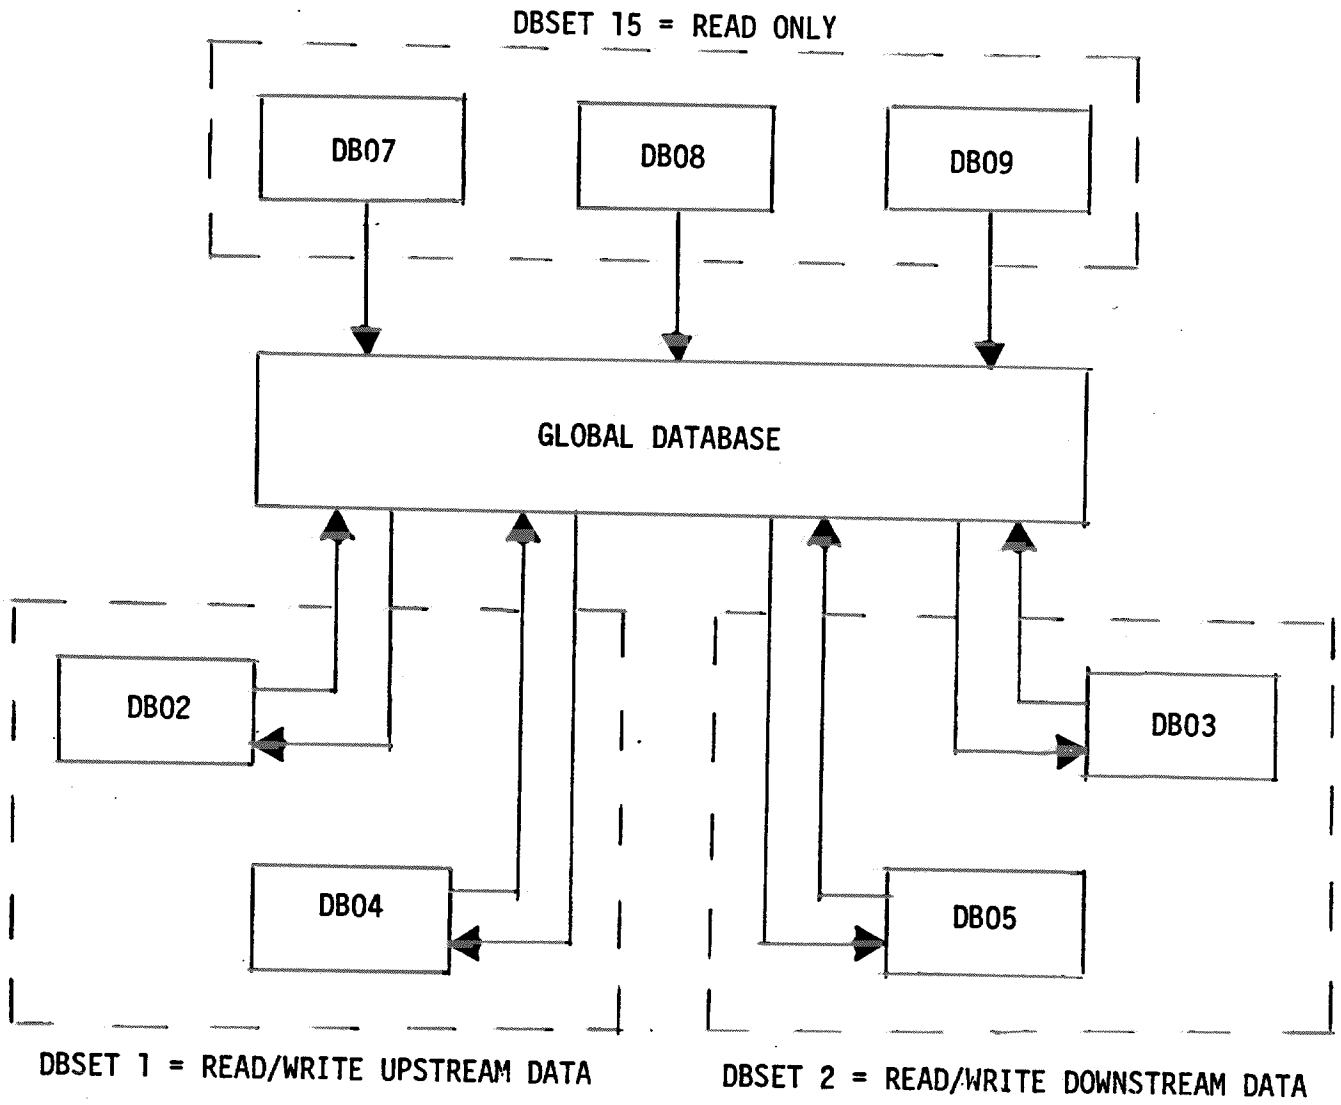 DBSET 15 = READ ONLY
DB07
DB08
DB09
GLOBAL DATABASE
DB02
DB03
DB04
DB05
DBSET 1 = READ/WRITE UPSTREAM DATA
DBSET 2 = READ/WRITE DOWNSTREAM DATA